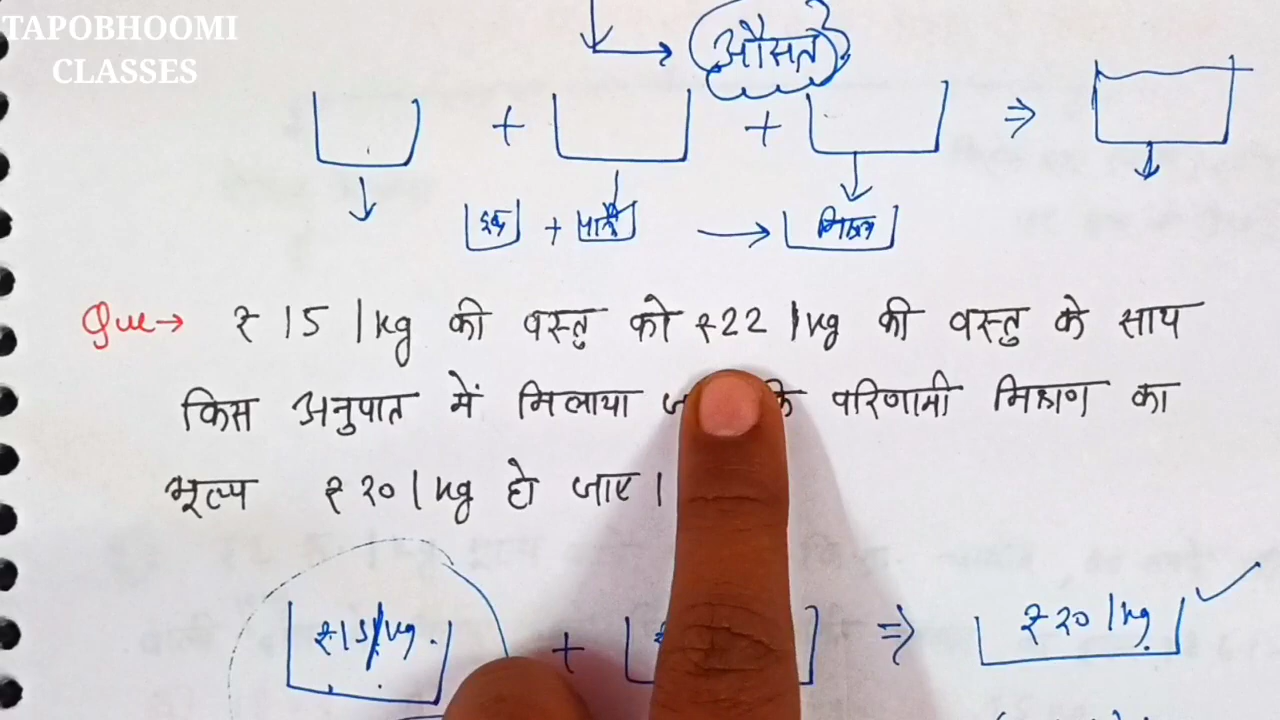 TAPOBHOOMI
CLASSES
औसत
+ + ⇒
दूध + पानी → मिश्रण
Que→ ₹15/kg की वस्तु को ₹22/kg की वस्तु के साथ
किस अनुपात में मिलाया कि परिणामी मिश्रण का
मूल्य ₹20/kg हो जाए।
₹15/kg. + ⇒ ₹20/kg.